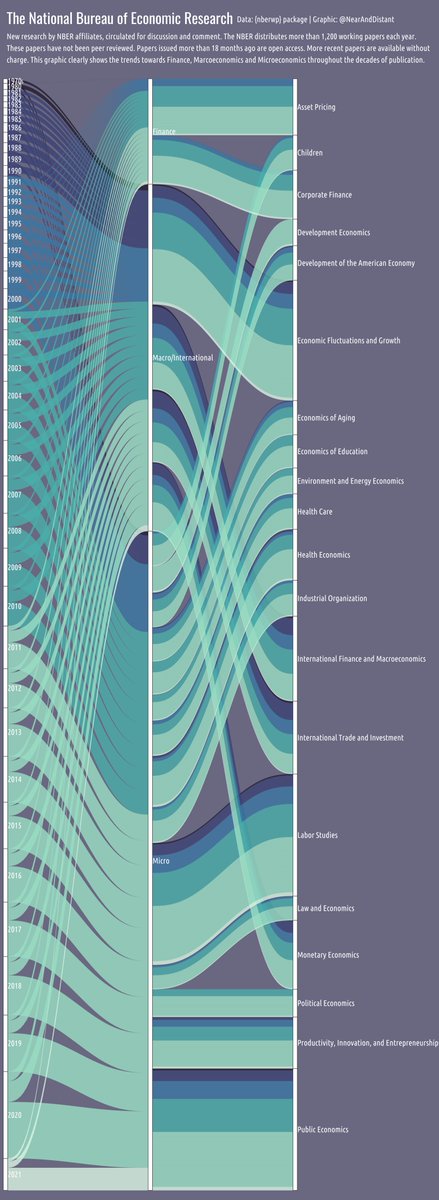 The National Bureau of Economic Research Data: {nberwp} package | Graphic: @NearAndDistant
New research by NBER affiliates, circulated for discussion and comment. The NBER distributes more than 1,200 working papers each year.
These papers have not been peer reviewed. Papers issued more than 18 months ago are open access. More recent papers are available without
charge. This graphic clearly shows the trends towards Finance, Marcoeconomics and Microeconomics throughout the decades of publication.
1970
1981
1982
1983
1984
1985
1986
1987
1988
1989
1990
1991
1992
1993
1994
1995
1996
1997
1998
1999
2000
2001
2002
2003
2004
2005
2006
2007
2008
2009
2010
2011
2012
2013
2014
2015
2016
2017
2018
2019
2020
2021
Finance
Macro/International
Micro
Asset Pricing
Children
Corporate Finance
Development Economics
Development of the American Economy
Economic Fluctuations and Growth
Economics of Aging
Economics of Education
Environment and Energy Economics
Health Care
Health Economics
Industrial Organization
International Finance and Macroeconomics
International Trade and Investment
Labor Studies
Law and Economics
Monetary Economics
Political Economics
Productivity, Innovation, and Entrepreneurship
Public Economics